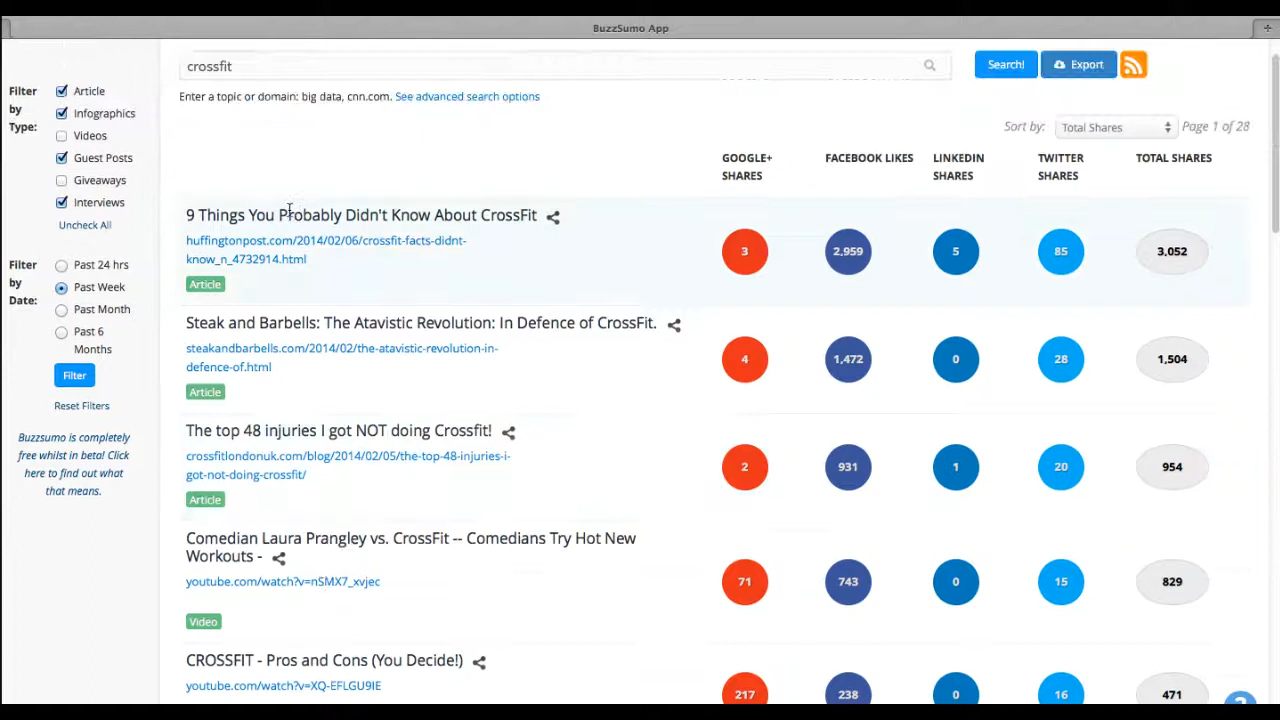 BuzzSumo App
crossfit
Search!
Export
Enter a topic or domain: big data, cnn.com. See advanced search options
Filter
by
Type:
Article
Infographics
Videos
Guest Posts
Giveaways
Interviews
Uncheck All
Filter
by
Date:
Past 24 hrs
Past Week
Past Month
Past 6
Months
Filter
Reset Filters
Buzzsumo is completely
free whilst in beta! Click
here to find out what
that means.
Sort by: Total Shares Page 1 of 28
GOOGLE+
SHARES
FACEBOOK LIKES
LINKEDIN
SHARES
TWITTER
SHARES
TOTAL SHARES
9 Things You Probably Didn't Know About CrossFit
huffingtonpost.com/2014/02/06/crossfit-facts-didnt-
know_n_4732914.html
Article
3 2,959 5 85 3,052
Steak and Barbells: The Atavistic Revolution: In Defence of CrossFit.
steakandbarbells.com/2014/02/the-atavistic-revolution-in-
defence-of.html
Article
4 1,472 0 28 1,504
The top 48 injuries I got NOT doing Crossfit!
crossfitlondonuk.com/blog/2014/02/05/the-top-48-injuries-i-
got-not-doing-crossfit/
Article
2 931 1 20 954
Comedian Laura Prangley vs. CrossFit -- Comedians Try Hot New
Workouts -
youtube.com/watch?v=nSMX7_xvjec
Video
71 743 0 15 829
CROSSFIT - Pros and Cons (You Decide!)
youtube.com/watch?v=XQ-EFLGU9IE
217 238 0 16 471